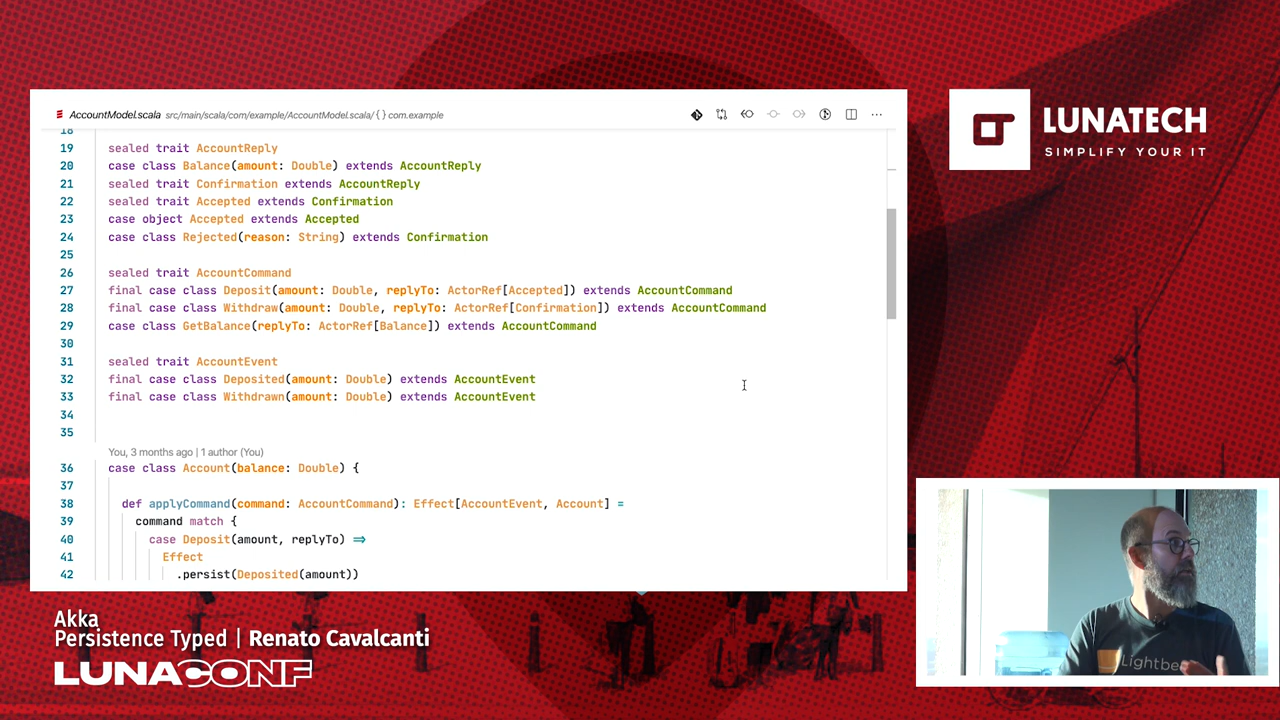 AccountModel.scala src/main/scala/com/example/AccountModel.scala/{} com.example
18
19 sealed trait AccountReply
20 case class Balance(amount: Double) extends AccountReply
21 sealed trait Confirmation extends AccountReply
22 sealed trait Accepted extends Confirmation
23 case object Accepted extends Accepted
24 case class Rejected(reason: String) extends Confirmation
25
26 sealed trait AccountCommand
27 final case class Deposit(amount: Double, replyTo: ActorRef[Accepted]) extends AccountCommand
28 final case class Withdraw(amount: Double, replyTo: ActorRef[Confirmation]) extends AccountCommand
29 case class GetBalance(replyTo: ActorRef[Balance]) extends AccountCommand
30
31 sealed trait AccountEvent
32 final case class Deposited(amount: Double) extends AccountEvent
33 final case class Withdrawn(amount: Double) extends AccountEvent
34
35
You, 3 months ago | 1 author (You)
36 case class Account(balance: Double) {
37
38 def applyCommand(command: AccountCommand): Effect[AccountEvent, Account] =
39 command match {
40 case Deposit(amount, replyTo) ⇒
41 Effect
42 .persist(Deposited(amount))
LUNATECH
SIMPLIFY YOUR IT
Akka
Persistence Typed | Renato Cavalcanti
LUNACONF